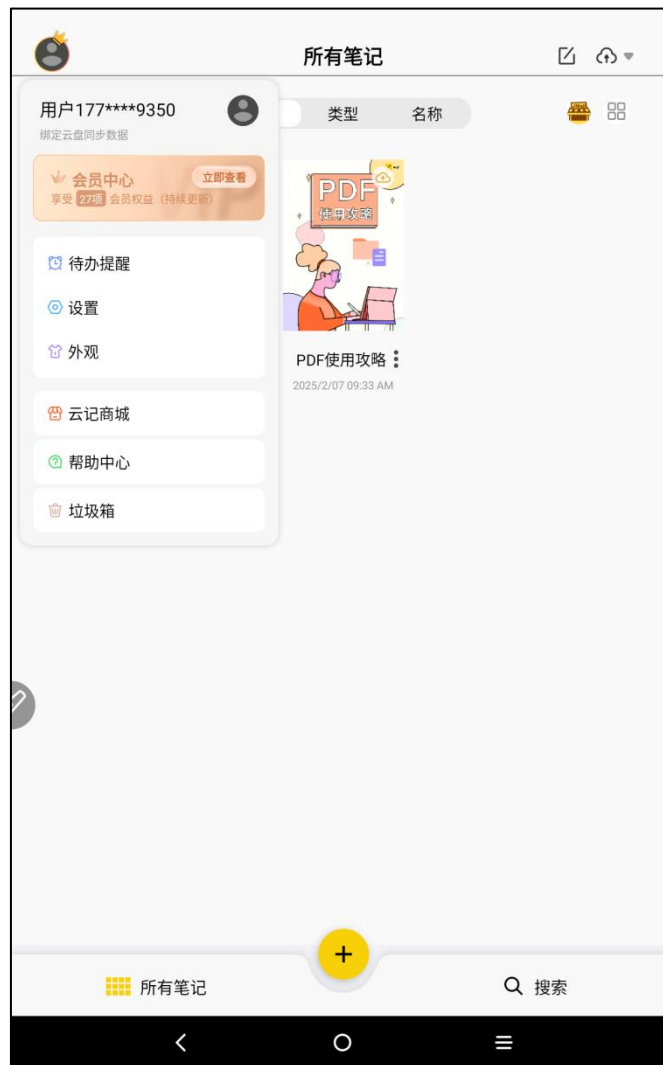 所有笔记
用户177****9350
绑定云盘同步数据
类型
名称
会员中心
立即查看
享受 27项 会员权益（持续更新）
待办提醒
设置
外观
云记商城
帮助中心
垃圾箱
PDF
使用攻略
PDF使用攻略
2025/2/07 09:33 AM
所有笔记
搜索